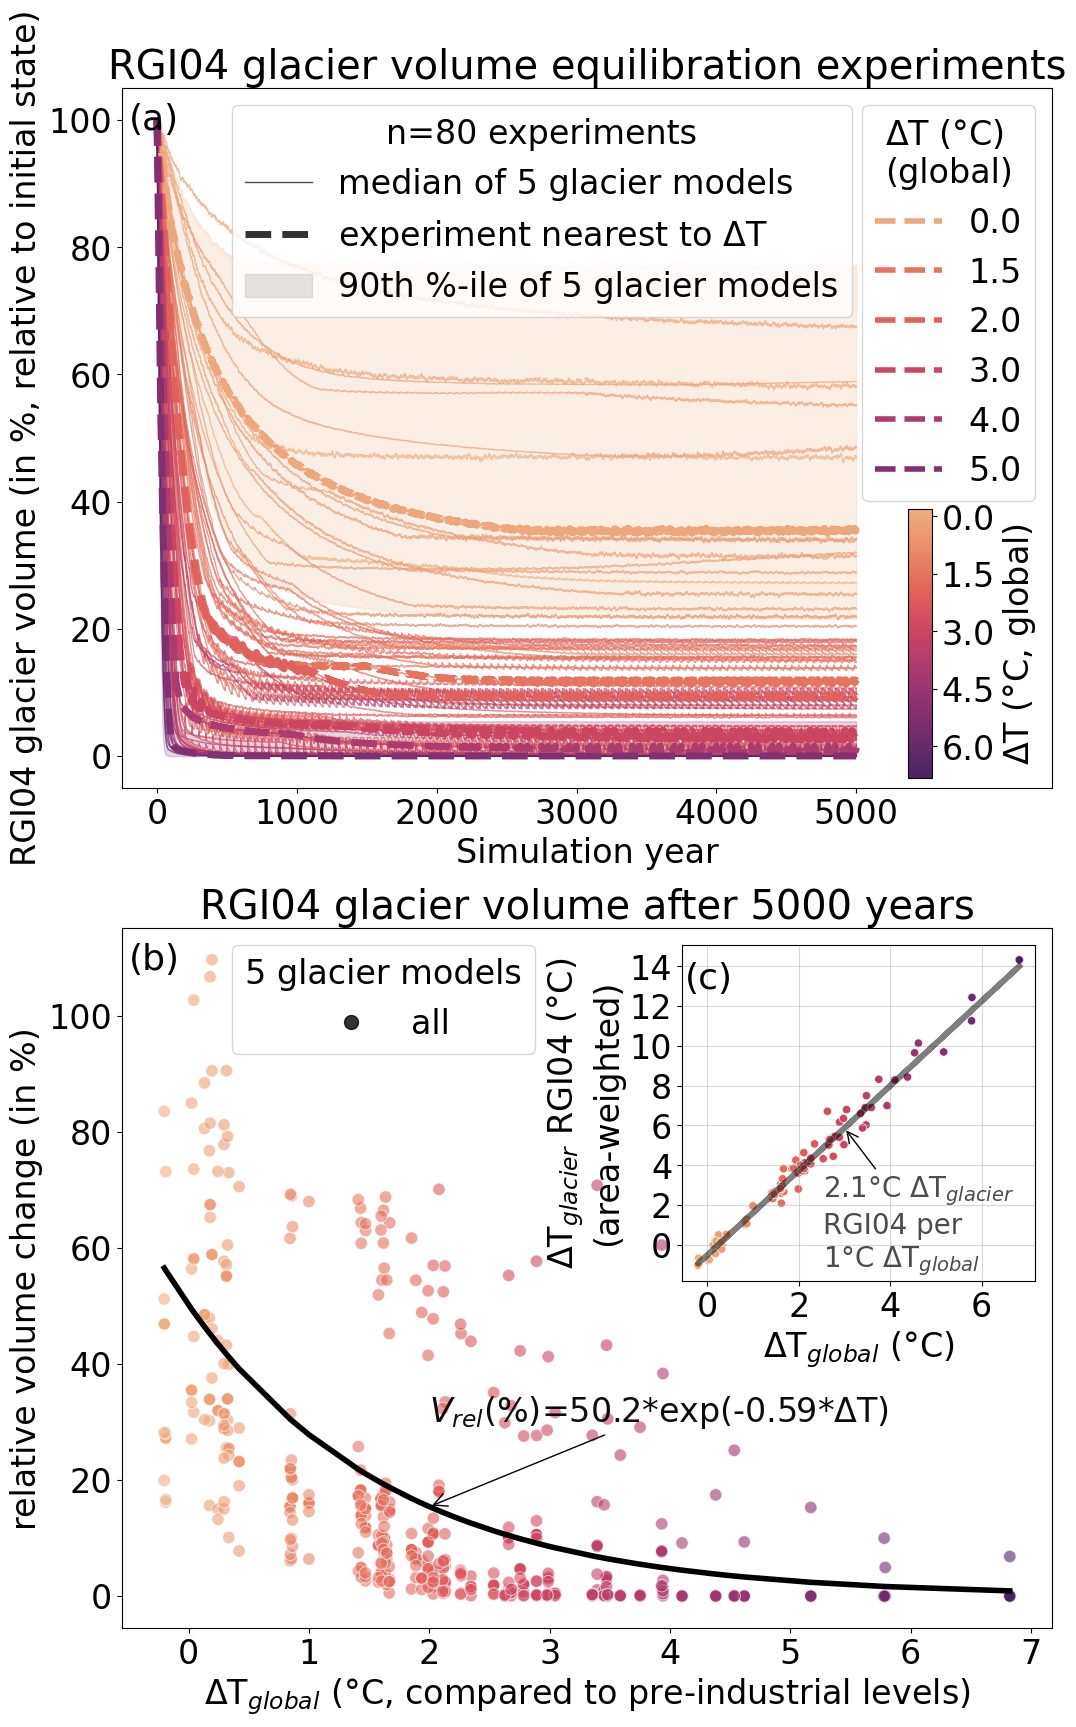 RGI04 glacier volume equilibration experiments
(a)
n=80 experiments
median of 5 glacier models
experiment nearest to ΔT
90th %-ile of 5 glacier models
ΔT (°C)
(global)
0.0
1.5
2.0
3.0
4.0
5.0
RGI04 glacier volume (in %, relative to initial state)
100
80
60
40
20
0
0.0
1.5
3.0
4.5
6.0
ΔT (°C, global)
0 1000 2000 3000 4000 5000
Simulation year
RGI04 glacier volume after 5000 years
(b)
5 glacier models
all
relative volume change (in %)
100
80
60
40
20
0
(c)
ΔT_glacier RGI04 (°C)
(area-weighted)
14
12
10
8
6
4
2
0
2.1°C ΔT_glacier
RGI04 per
1°C ΔT_global
0 2 4 6
ΔT_global (°C)
V_rel(%)=50.2*exp(-0.59*ΔT)
0 1 2 3 4 5 6 7
ΔT_global (°C, compared to pre-industrial levels)